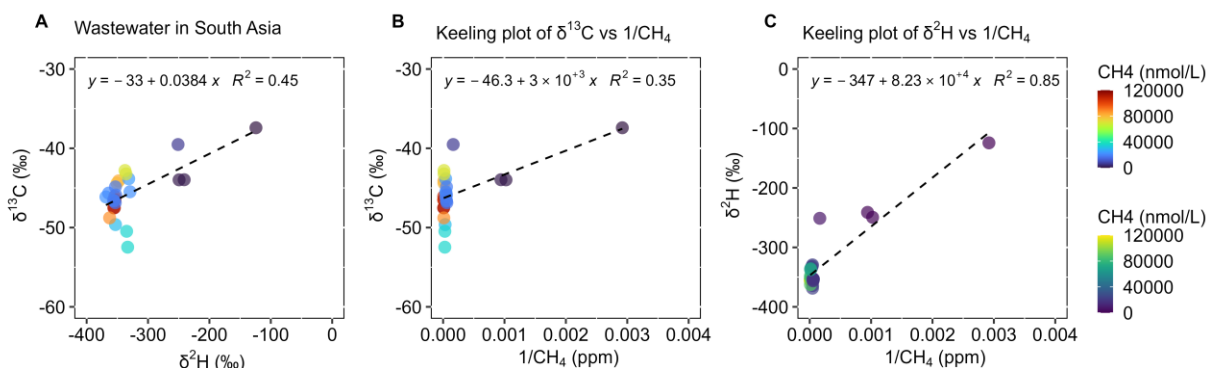 A Wastewater in South Asia
y = − 33 + 0.0384 x R² = 0.45
-30
-40
-50
-60
δ¹³C (‰)
-400 -300 -200 -100 0
δ²H (‰)
B Keeling plot of δ¹³C vs 1/CH₄
y = − 46.3 + 3 × 10⁺³ x R² = 0.35
-30
-40
-50
-60
δ¹³C (‰)
0.000 0.001 0.002 0.003 0.004
1/CH₄ (ppm)
C Keeling plot of δ²H vs 1/CH₄
y = − 347 + 8.23 × 10⁺⁴ x R² = 0.85
0
-100
-200
-300
-400
δ²H (‰)
0.000 0.001 0.002 0.003 0.004
1/CH₄ (ppm)
CH4 (nmol/L)
120000
80000
40000
0
CH4 (nmol/L)
120000
80000
40000
0